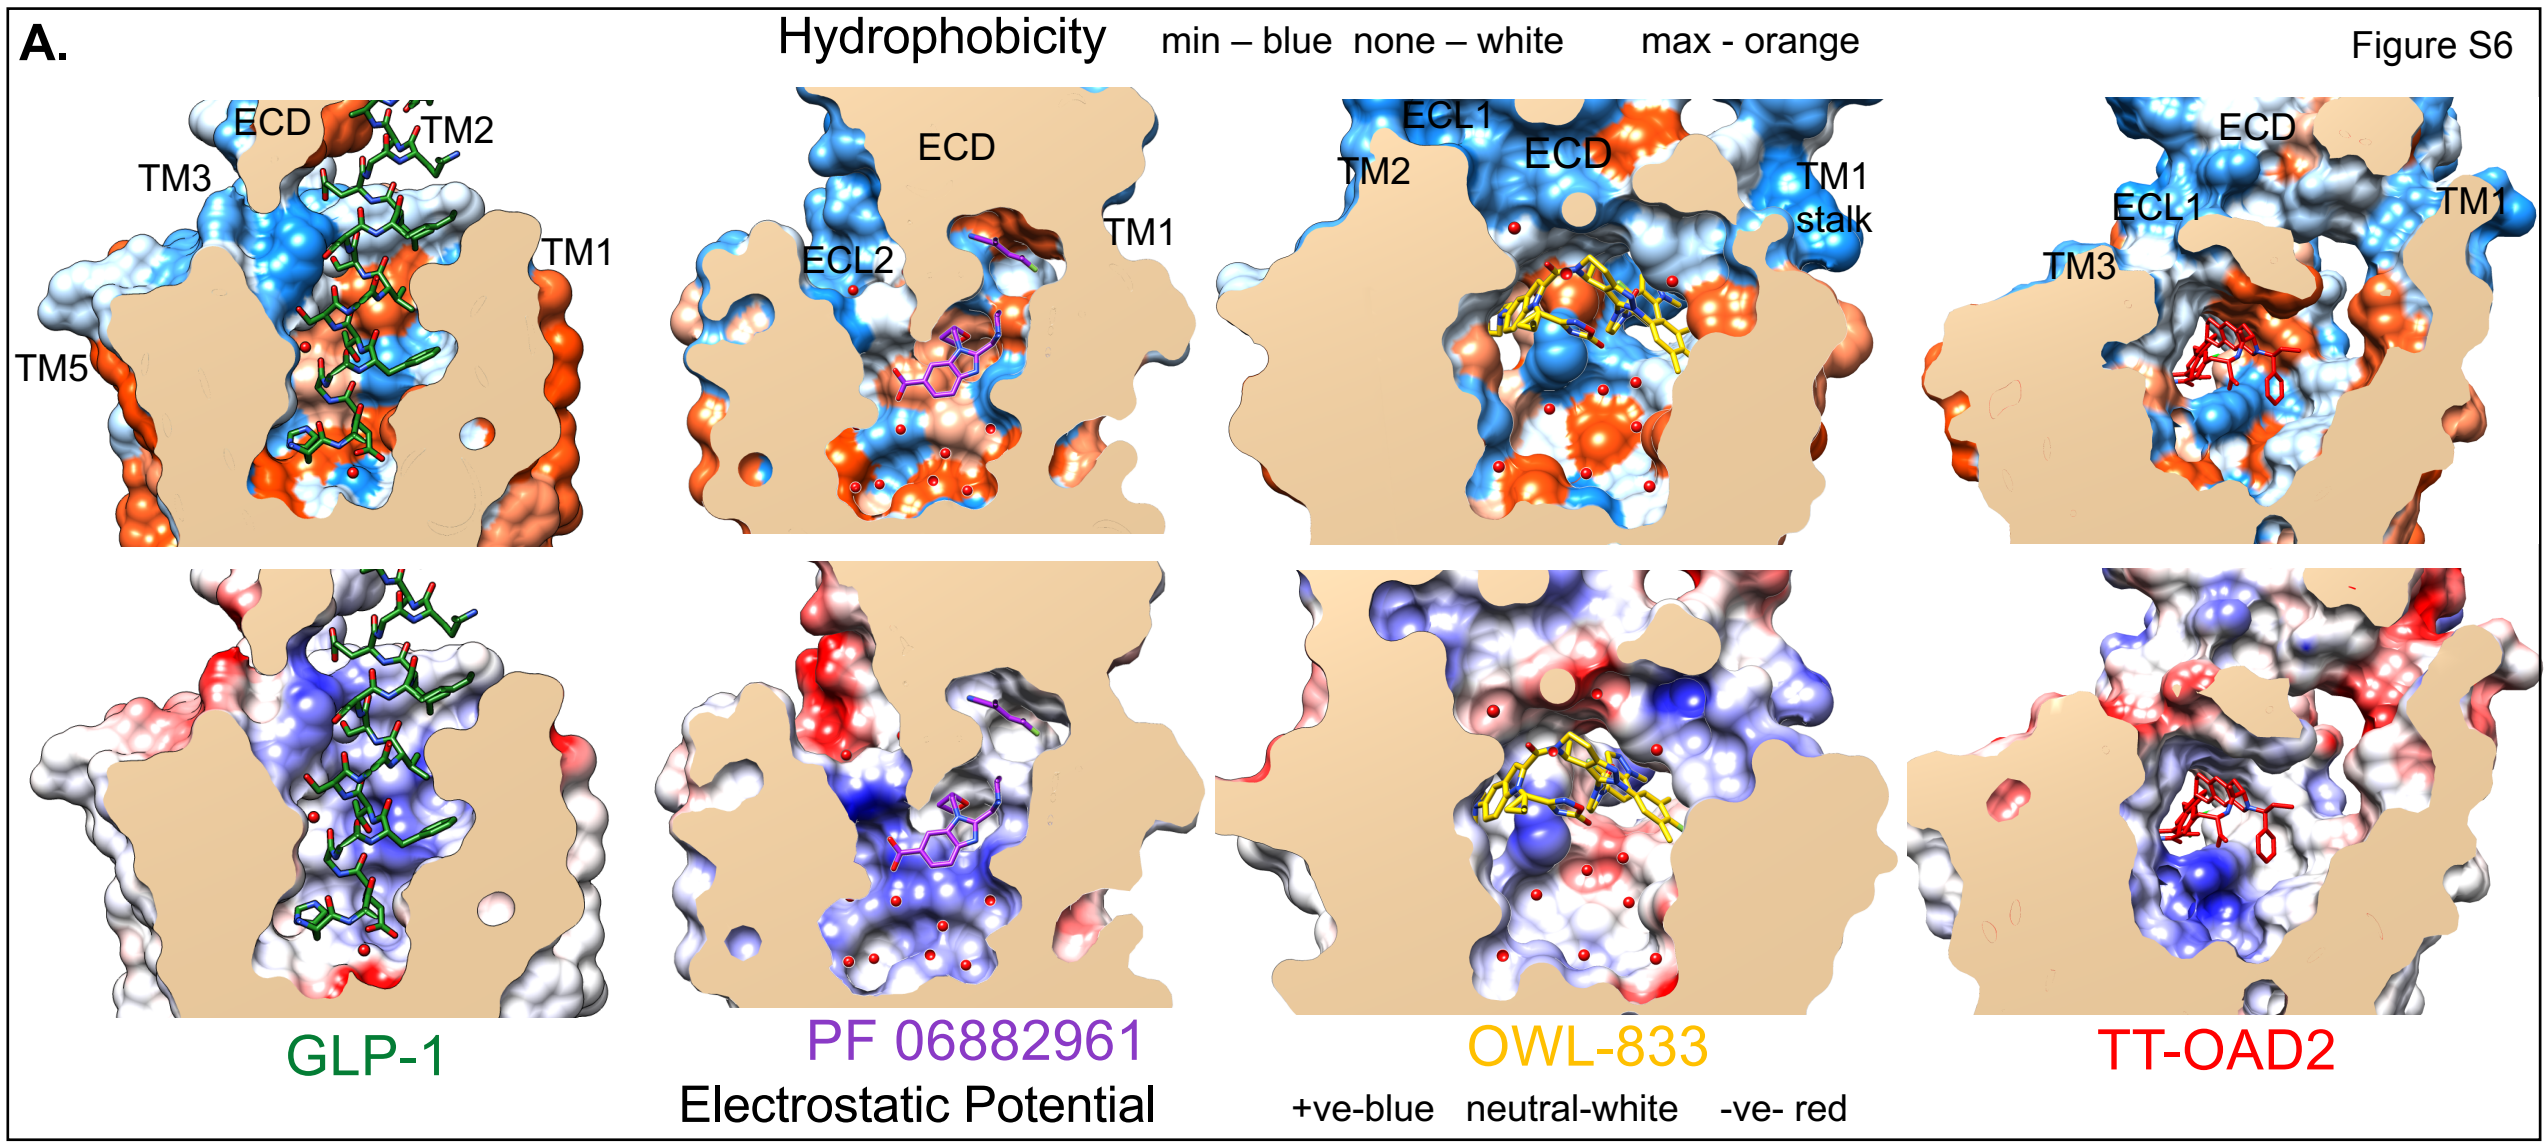 A.
Hydrophobicity min – blue none – white max - orange
Figure S6
ECD
TM2
TM3
TM1
TM5
ECD
ECL2
TM1
ECL1
ECD
TM2
TM1
stalk
ECD
ECL1
TM1
TM3
GLP-1
PF 06882961
OWL-833
TT-OAD2
Electrostatic Potential +ve-blue neutral-white -ve- red